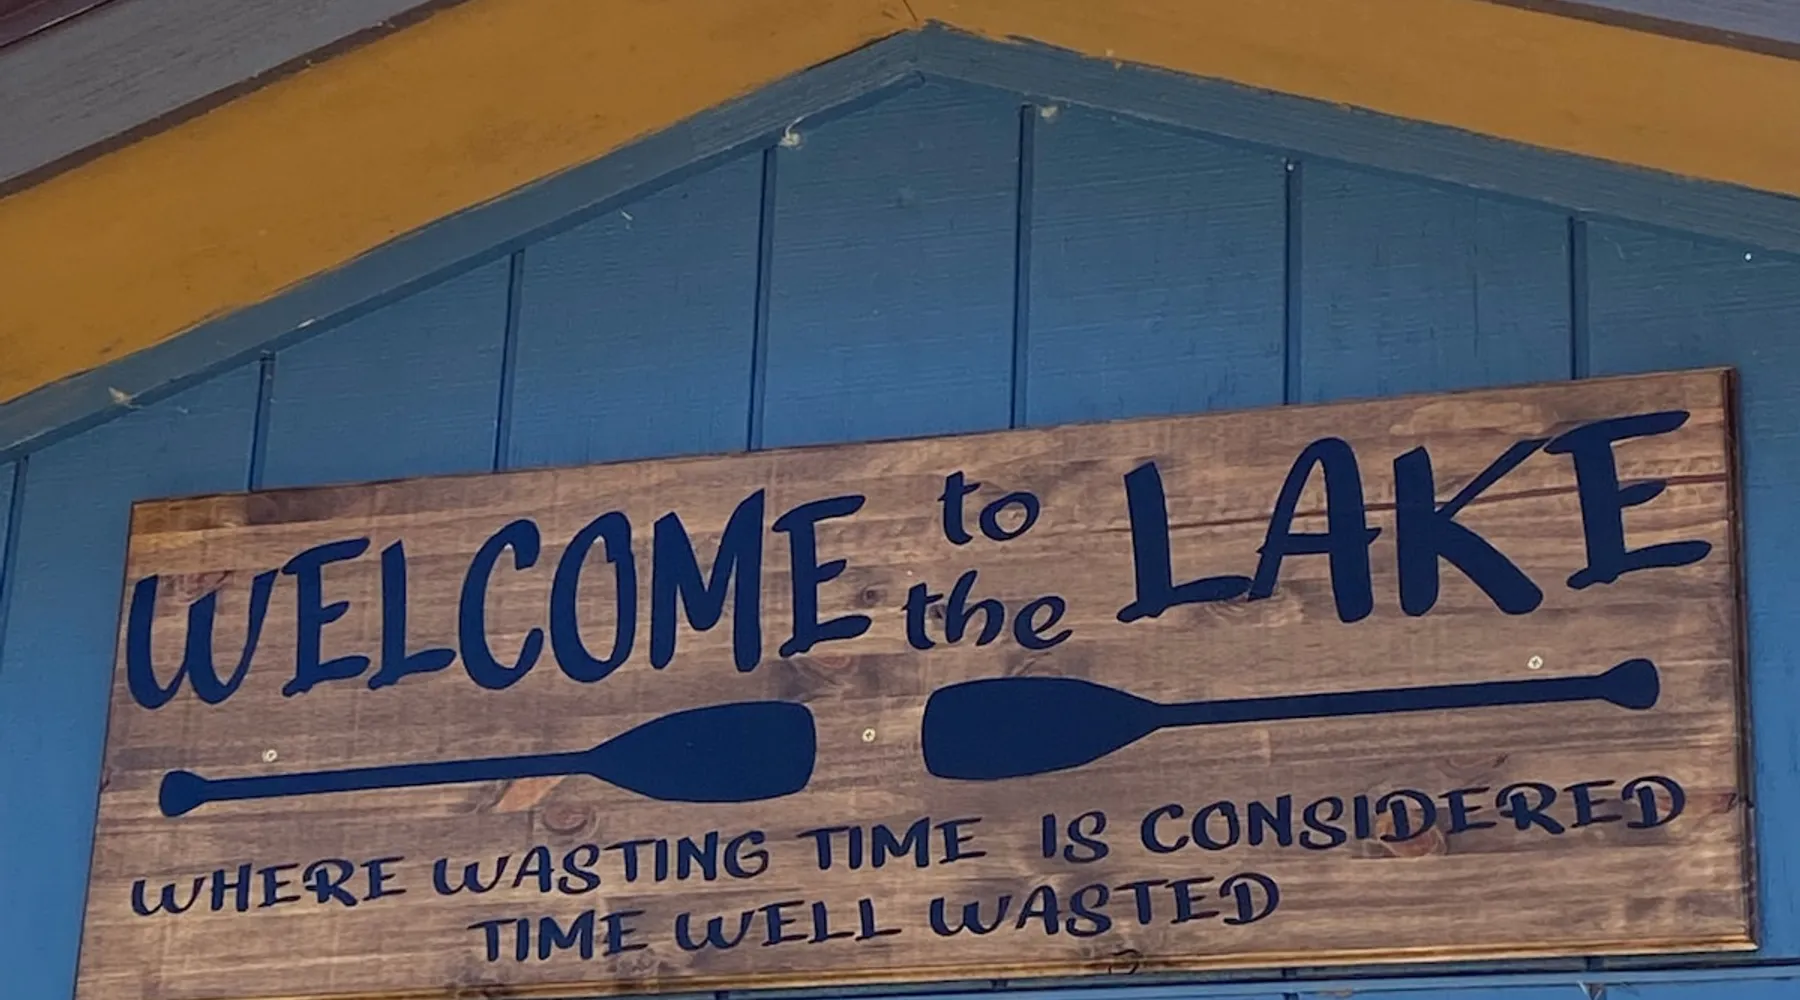 WELCOME to the LAKE
WHERE WASTING TIME IS CONSIDERED
TIME WELL WASTED